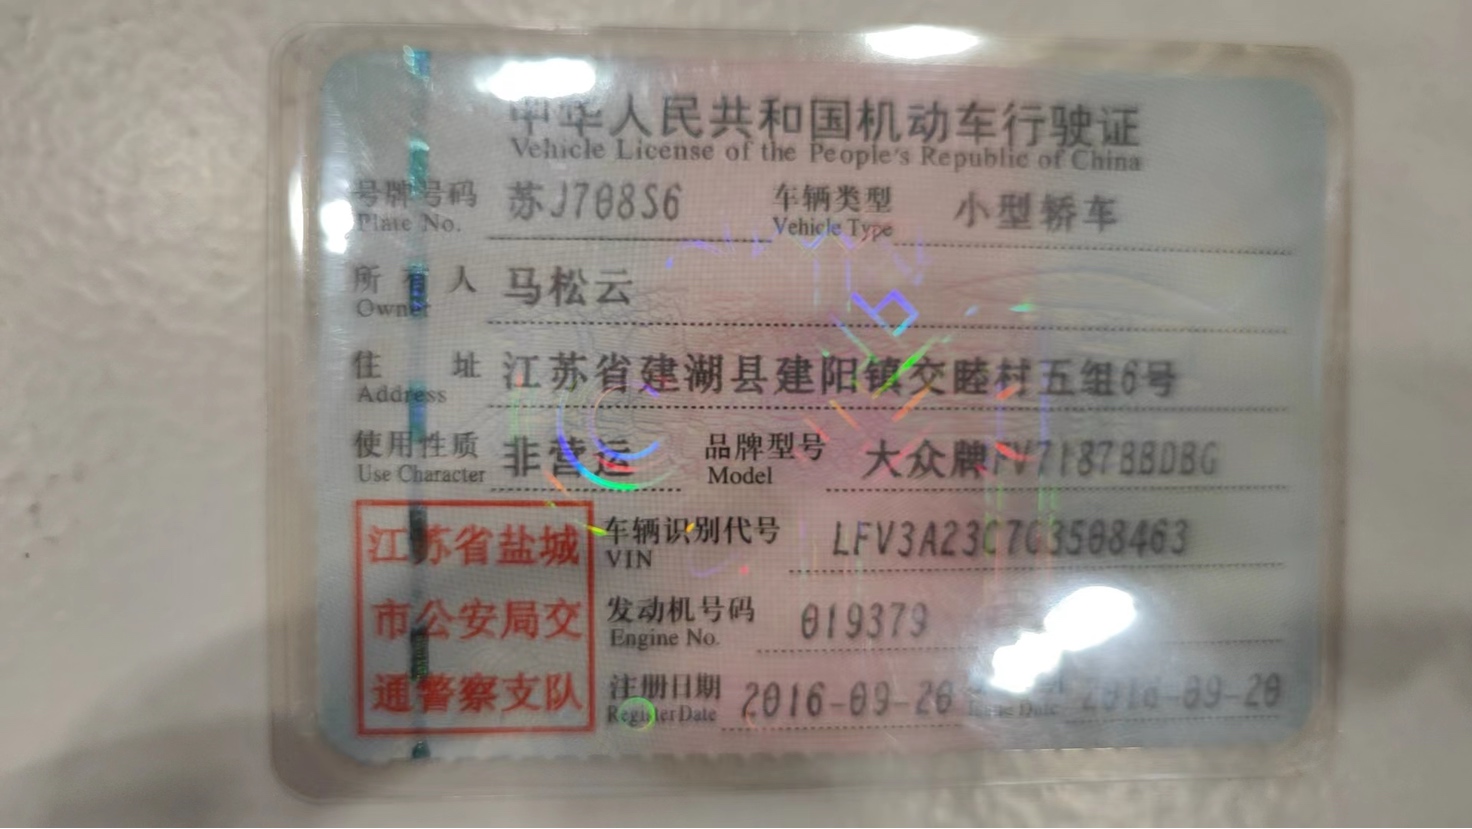 中华人民共和国机动车行驶证
Vehicle License of the People's Republic of China
号牌号码 苏J708S6 车辆类型 小型轿车
Plate No. Vehicle Type
所有人 马松云
Owner
住址 江苏省建湖县建阳镇交睦村五组6号
Address
使用性质 非营运 品牌型号 大众牌FV7187BBDBG
Use Character Model
江苏省盐城 车辆识别代号 LFV3A23C7G3508463
VIN
市公安局交 发动机号码 019379
Engine No.
通警察支队 注册日期 2016-09-20 2016-09-20
Register Date Issue Date